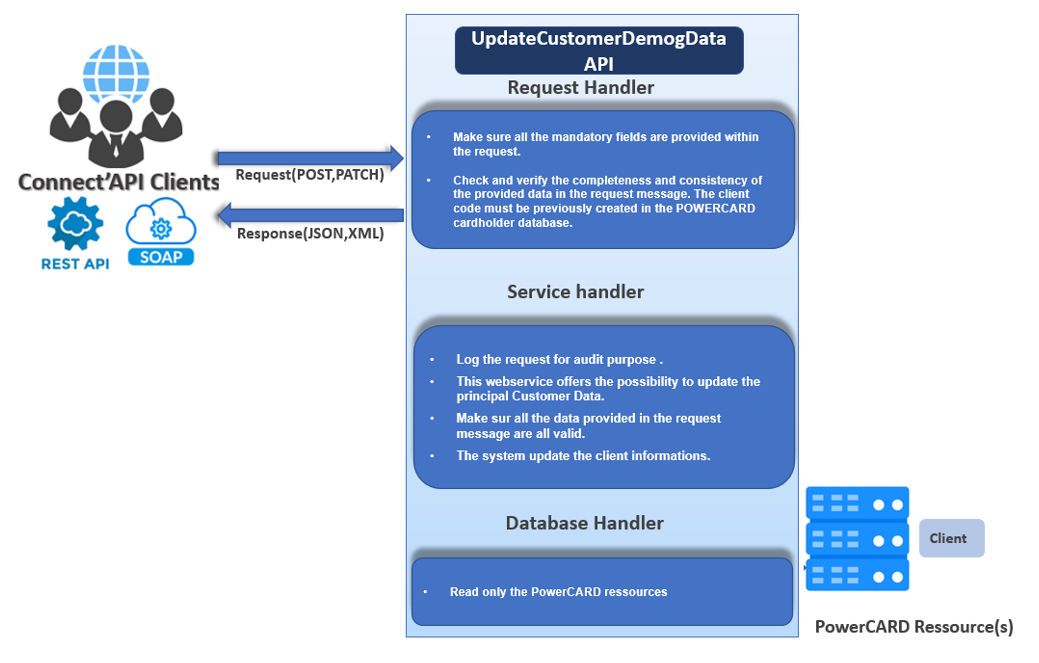 UpdateCustomerDemogData
API
Request Handler
• Make sure all the mandatory fields are provided within
the request.
• Check and verify the completeness and consistency of
the provided data in the request message. The client
code must be previously created in the POWERCARD
cardholder database.
Connect'API Clients
Request(POST,PATCH)
Response(JSON,XML)
REST API
SOAP
Service handler
• Log the request for audit purpose .
• This webservice offers the possibility to update the
principal Customer Data.
• Make sur all the data provided in the request
message are all valid.
• The system update the client informations.
Database Handler
• Read only the PowerCARD ressources
Client
PowerCARD Ressource(s)